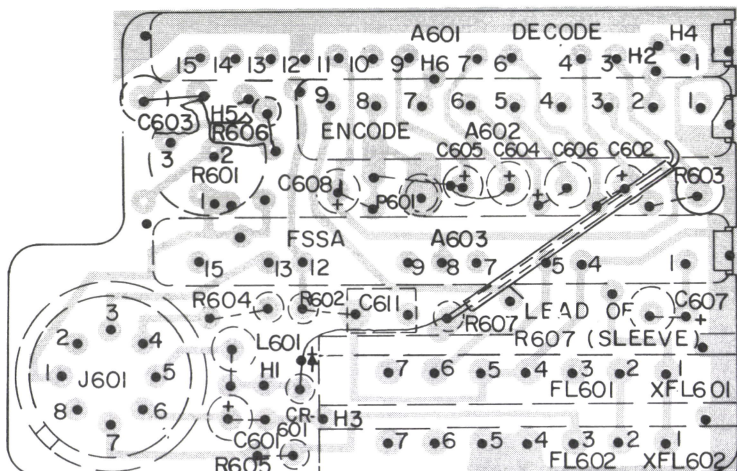 A601 DECODE H4
15 14 13 12 11 10 9 H6 7 6 4 3 H2 1
C603 H5 9 8 7 6 5 4 3 2 1
R606 ENCODE A602
3 2 C605 C604 C606 C602
R601 C608 + P601 + + + R603
1 + +
FSSA A603
15 13 12 9 8 7 5 4 1
R604 R602 C611 R607 LEAD OF C607 +
R607 (SLEEVE)
3 2 4 L601 +
1 J601 5 H1 7 6 5 4 3 2 1
FL601 XFL601
8 6 + CR-601 H3
7 C601 7 6 5 4 3 2 1
R605 FL602 XFL602